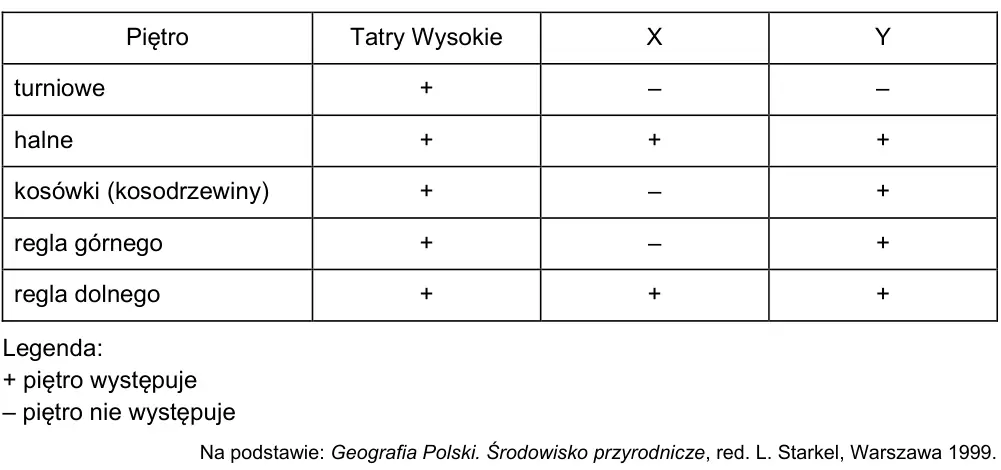 Piętro Tatry Wysokie X Y
turniowe + – –
halne + + +
kosówki (kosodrzewiny) + – +
regla górnego + – +
regla dolnego + + +
Legenda:
+ piętro występuje
– piętro nie występuje
Na podstawie: Geografia Polski. Środowisko przyrodnicze, red. L. Starkel, Warszawa 1999.